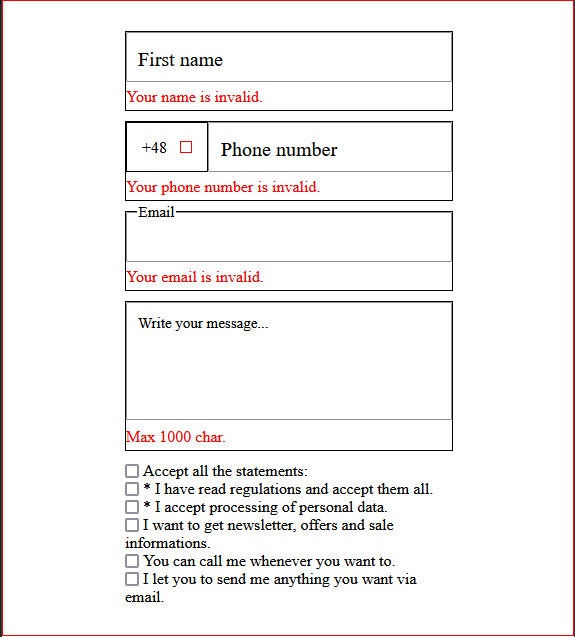 First name
Your name is invalid.
+48 Phone number
Your phone number is invalid.
Email
Your email is invalid.
Write your message...
Max 1000 char.
Accept all the statements:
* I have read regulations and accept them all.
* I accept processing of personal data.
I want to get newsletter, offers and sale
informations.
You can call me whenever you want to.
I let you to send me anything you want via
email.